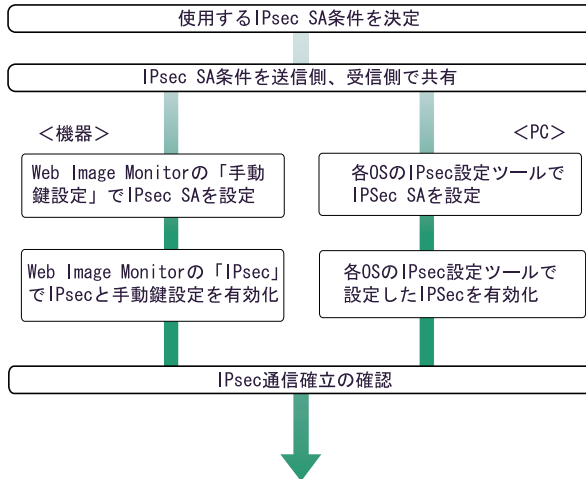 使用するIPsec SA条件を決定
IPsec SA条件を送信側、受信側で共有
＜機器＞
＜PC＞
Web Image Monitorの「手動
鍵設定」でIPsec SAを設定
各OSのIPsec設定ツールで
IPSec SAを設定
Web Image Monitorの「IPsec」
でIPsecと手動鍵設定を有効化
各OSのIPsec設定ツールで
設定したIPSecを有効化
IPsec通信確立の確認